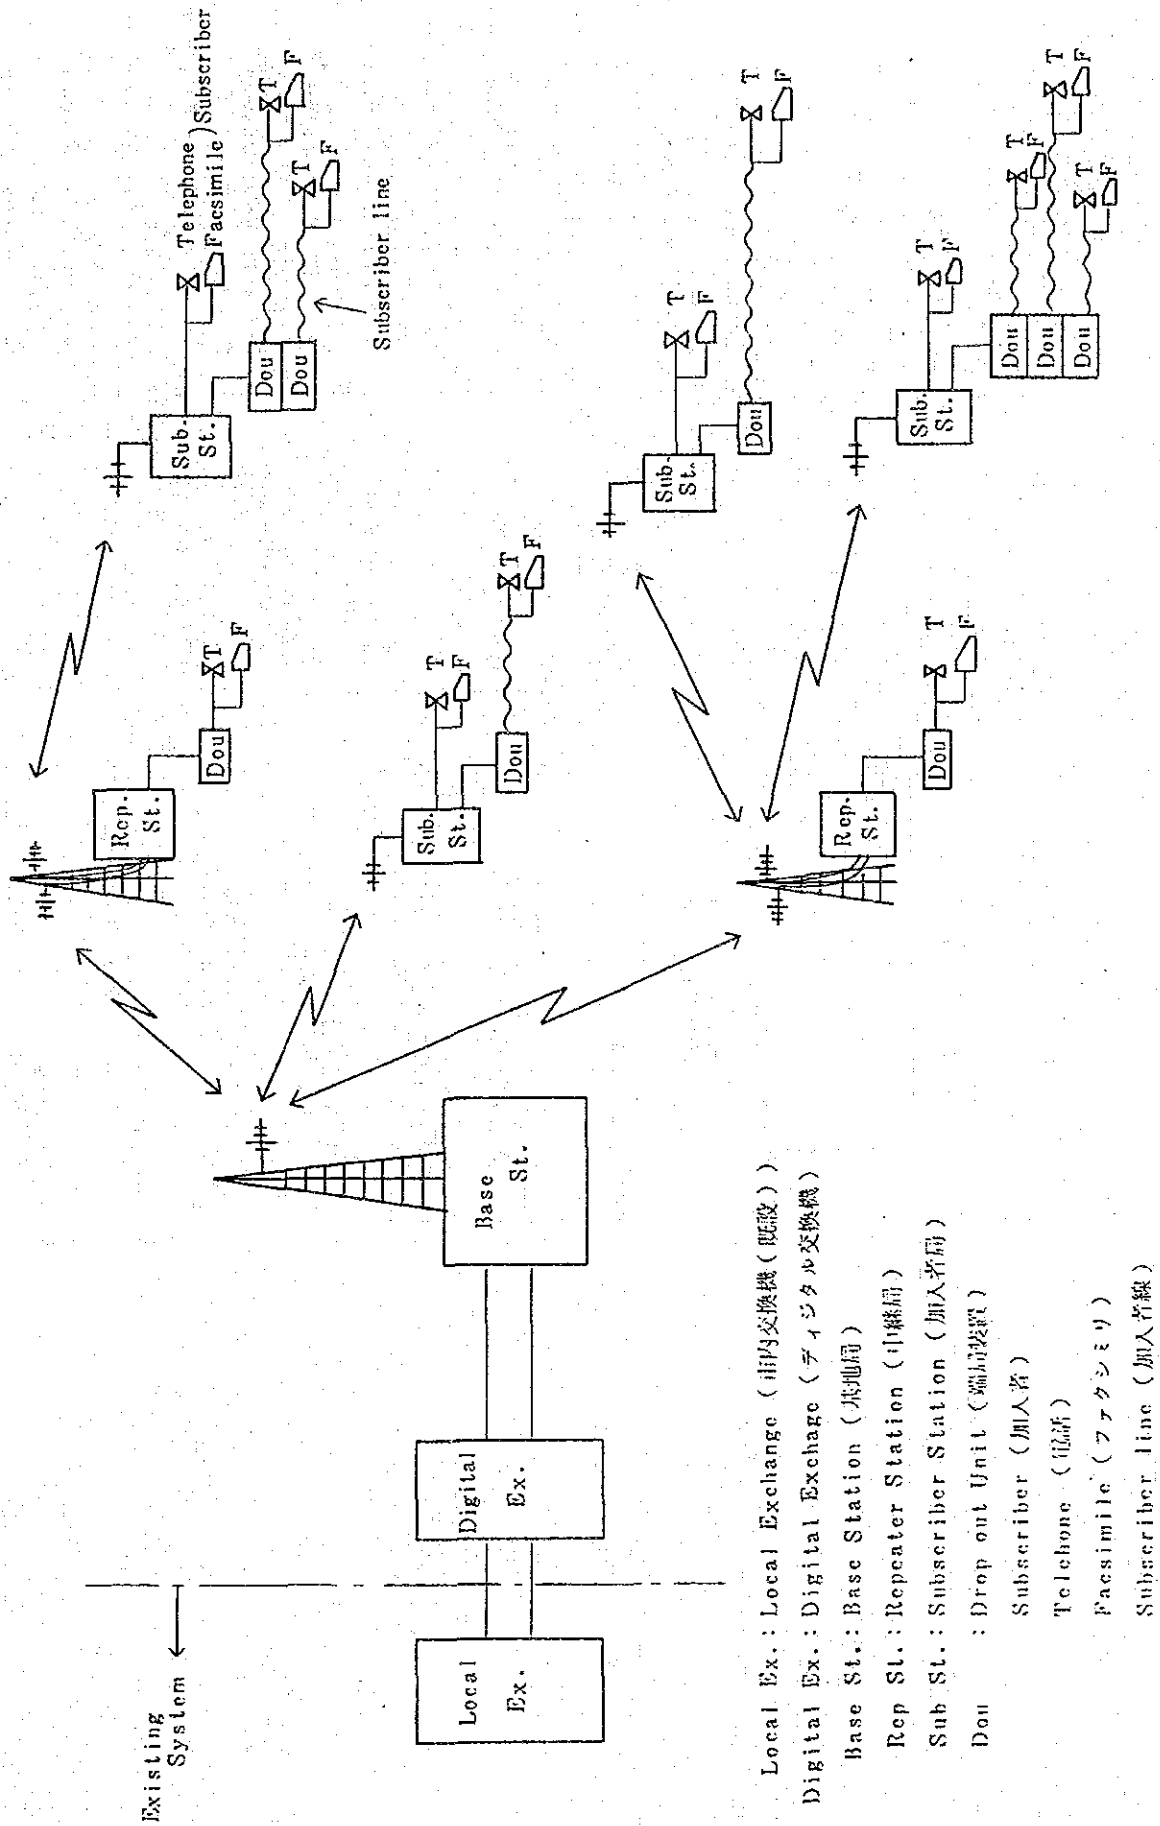 Existing
System
Local
Ex.
Digital
Ex.
Base
St.
Rep.
St.
Dou
T
F
Sub.
St.
Telephone
Facsimile
)Subscriber
Dou
Dou
T
F
T
F
Subscriber line
Sub.
St.
T
F
Dou
T
F
Rep.
St.
Dou
T
F
Sub.
St.
T
F
Dou
T
F
Sub.
St.
T
F
Dou
Dou
Dou
T
F
T
F
T
F
Local Ex.: Local Exchange (市内交換機(既設))
Digital Ex.: Digital Exchage (ディジタル交換機)
Base St.: Base Station (基地局)
Rep St.: Repeater Station (中継局)
Sub St.: Subscriber Station (加入者局)
Dou : Drop out Unit (端局装置)
Subscriber (加入者)
Telehone (電話)
Facsimile (ファクシミリ)
Subscriber line (加入者線)